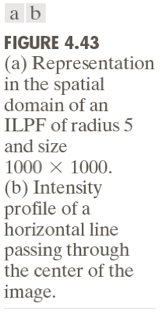 a b
FIGURE 4.43
(a) Representation
in the spatial
domain of an
ILPF of radius 5
and size
1000 × 1000.
(b) Intensity
profile of a
horizontal line
passing through
the center of the
image.